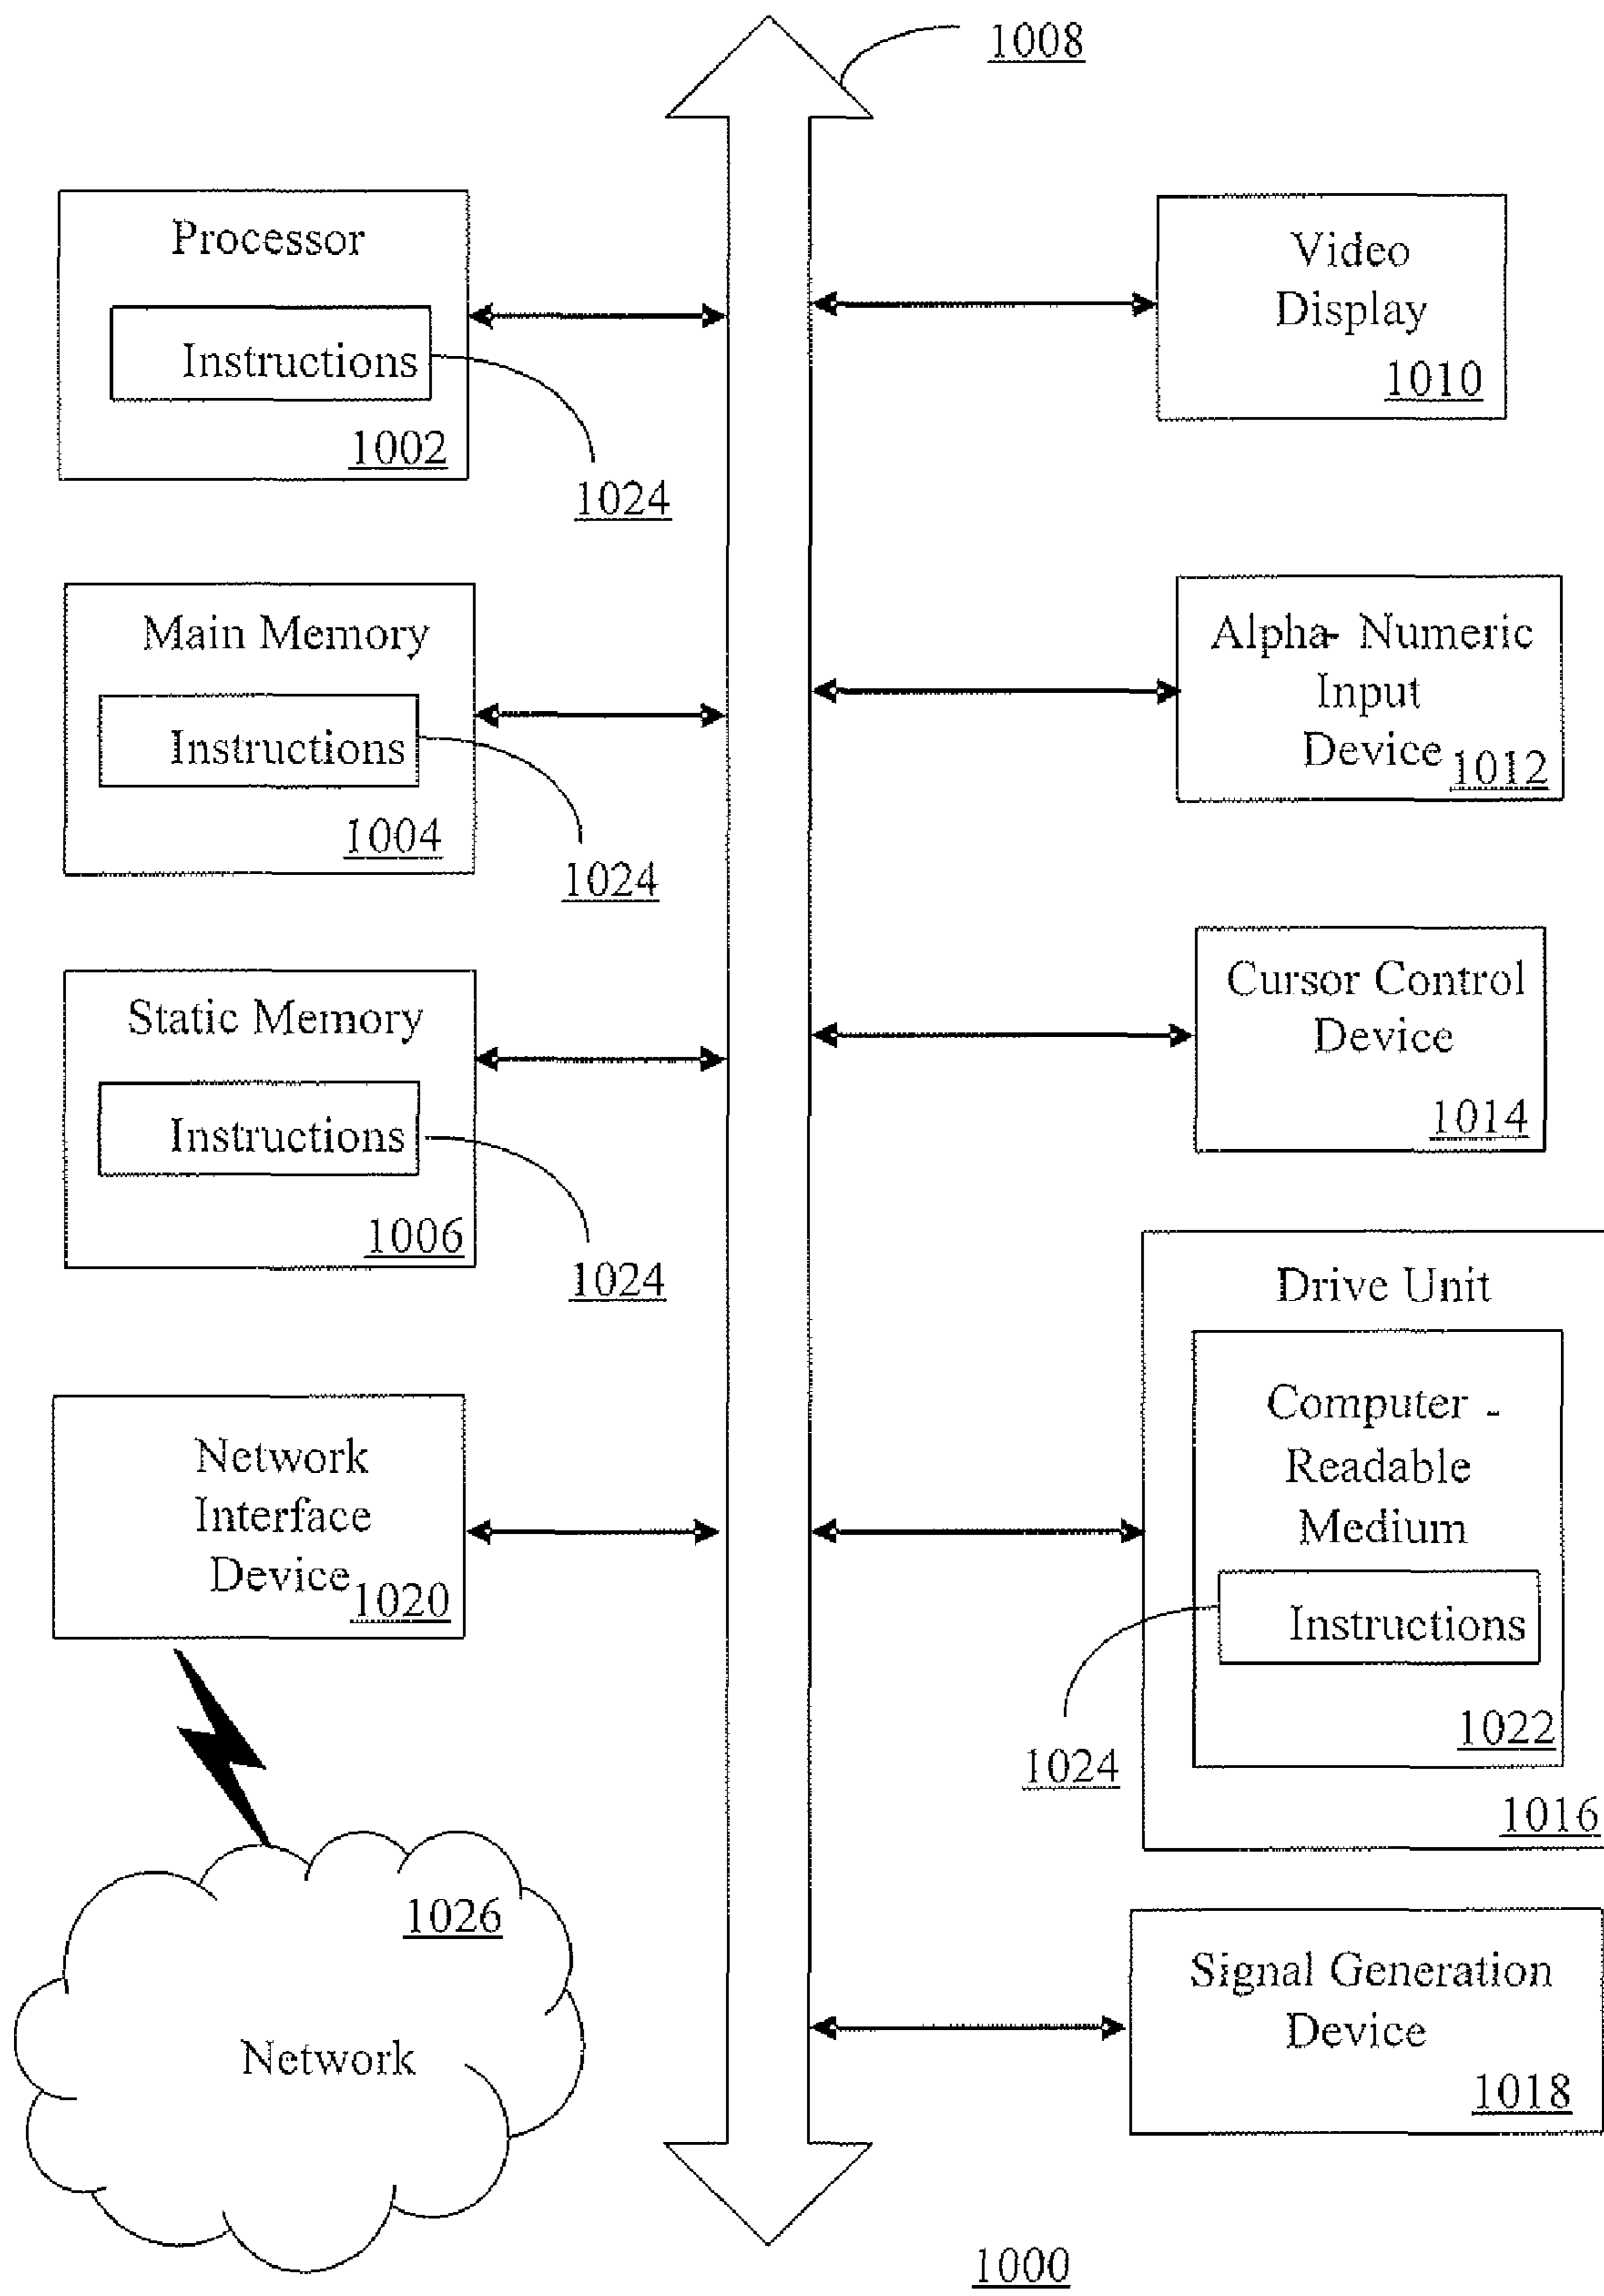 1008
Processor
Instructions
1002
1024
Main Memory
Instructions
1004
1024
Static Memory
Instructions
1006
1024
Network
Interface
Device
1020
1026
Network
Video
Display
1010
Alpha- Numeric
Input
Device
1012
Cursor Control
Device
1014
Drive Unit
Computer -
Readable
Medium
Instructions
1022
1024
1016
Signal Generation
Device
1018
1000